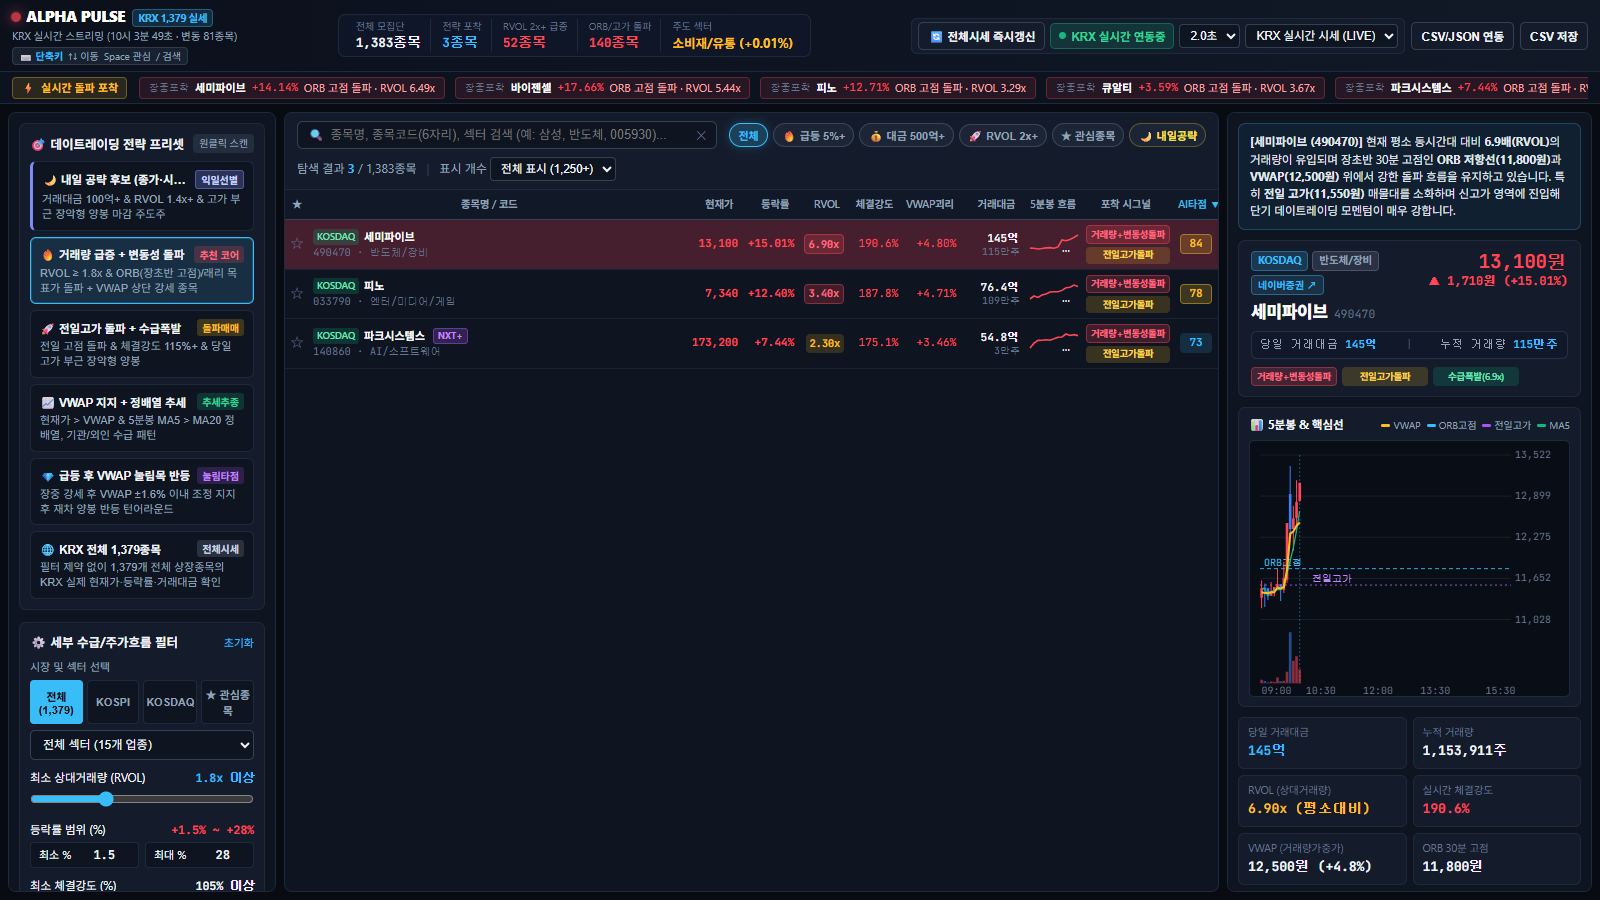 ALPHA PULSE KRX 1,379 실세
KRX 실시간 스트리밍 (10시 3분 49초 · 변동 81종목)
단축키 ↑↓ 이동 Space 관심 / 검색
전체 모집단
1,383종목
전략 포착
3종목
RVOL 2x+ 급증
52종목
ORB/고가 돌파
140종목
주도 섹터
소비재/유통 (+0.01%)
전체시세 즉시갱신
KRX 실시간 연동중
2.0초
KRX 실시간 시세 (LIVE)
CSV/JSON 연동
CSV 저장
실시간 돌파 포착
장중포착 세미파이브 +14.14% ORB 고점 돌파 · RVOL 6.49x
장중포착 바이젠셀 +17.66% ORB 고점 돌파 · RVOL 5.44x
장중포착 피노 +12.71% ORB 고점 돌파 · RVOL 3.29x
장중포착 큐알티 +3.59% ORB 고점 돌파 · RVOL 3.67x
장중포착 파크시스템스 +7.44% ORB 고점 돌파 · RV
데이트레이딩 전략 프리셋 원클릭 스캔
내일 공략 후보 (종가·시... 익일선별
거래대금 100억+ & RVOL 1.4x+ & 고가 부
근 장악형 양봉 마감 주도주
거래량 급증 + 변동성 돌파 추천 코어
RVOL ≥ 1.8x & ORB(장초반 고점)/래리 목
표가 돌파 + VWAP 상단 강세 종목
전일고가 돌파 + 수급폭발 돌파매매
전일 고점 돌파 & 체결강도 115%+ & 당일
고가 부근 장악형 양봉
VWAP 지지 + 정배열 추세 추세추종
현재가 > VWAP & 5분봉 MA5 > MA20 정
배열, 기관/외인 수급 패턴
급등 후 VWAP 눌림목 반등 눌림타점
장중 강세 후 VWAP ±1.6% 이내 조정 지지
후 재차 양봉 반등 턴어라운드
KRX 전체 1,379종목 전체시세
필터 제약 없이 1,379개 전체 상장종목의
KRX 실제 현재가·등락률·거래대금 확인
세부 수급/주가흐름 필터 초기화
시장 및 섹터 선택
전체
(1,379)
KOSPI
KOSDAQ
★ 관심종
목
전체 섹터 (15개 업종)
최소 상대거래량 (RVOL) 1.8x 이상
등락률 범위 (%) +1.5% ~ +28%
최소 % 1.5
최대 % 28
최소 체결강도 (%) 105% 이상
종목명, 종목코드(6자리), 섹터 검색 (예: 삼성, 반도체, 005930)...
전체
급등 5%+
대금 500억+
RVOL 2x+
★ 관심종목
내일공략
탐색 결과 3 / 1,383종목 | 표시 개수 전체 표시 (1,250+)
★ 종목명 / 코드 현재가 등락률 RVOL 체결강도 VWAP괴리 거래대금 5분봉 흐름 포착 시그널 AI타점 ▼
☆ KOSDAQ 세미파이브
490470 · 반도체/장비
13,100 +15.01% 6.90x 190.6% +4.80% 145억
115만주
거래량+변동성돌파
전일고가돌파
84
☆ KOSDAQ 피노
033790 · 엔터/미디어/게임
7,340 +12.40% 3.40x 187.8% +4.71% 76.4억
109만주
거래량+변동성돌파
전일고가돌파
78
☆ KOSDAQ 파크시스템스 NXT+
140860 · AI/소프트웨어
173,200 +7.44% 2.30x 175.1% +3.46% 54.8억
3만주
거래량+변동성돌파
전일고가돌파
73
[세미파이브 (490470)] 현재 평소 동시간대 대비 6.9배(RVOL)의
거래량이 유입되며 장초반 30분 고점인 ORB 저항선(11,800원)과
VWAP(12,500원) 위에서 강한 돌파 흐름을 유지하고 있습니다. 특
히 전일 고가(11,550원) 매물대를 소화하며 신고가 영역에 진입해
단기 데이트레이딩 모멘텀이 매우 강합니다.
KOSDAQ 반도체/장비
네이버증권 ↗
세미파이브 490470
13,100원
▲ 1,710원 (+15.01%)
당일 거래대금 145억 | 누적 거래량 115만주
거래량+변동성돌파 전일고가돌파 수급폭발(6.9x)
5분봉 & 핵심선 VWAP ORB고점 전일고가 MA5
13,522
12,899
12,275
11,652
11,028
ORB고점
전일고가
09:00 10:30 12:00 13:30 15:30
당일 거래대금
145억
누적 거래량
1,153,911주
RVOL (상대거래량)
6.90x (평소대비)
실시간 체결강도
190.6%
VWAP (거래량가중가)
12,500원 (+4.8%)
ORB 30분 고점
11,800원